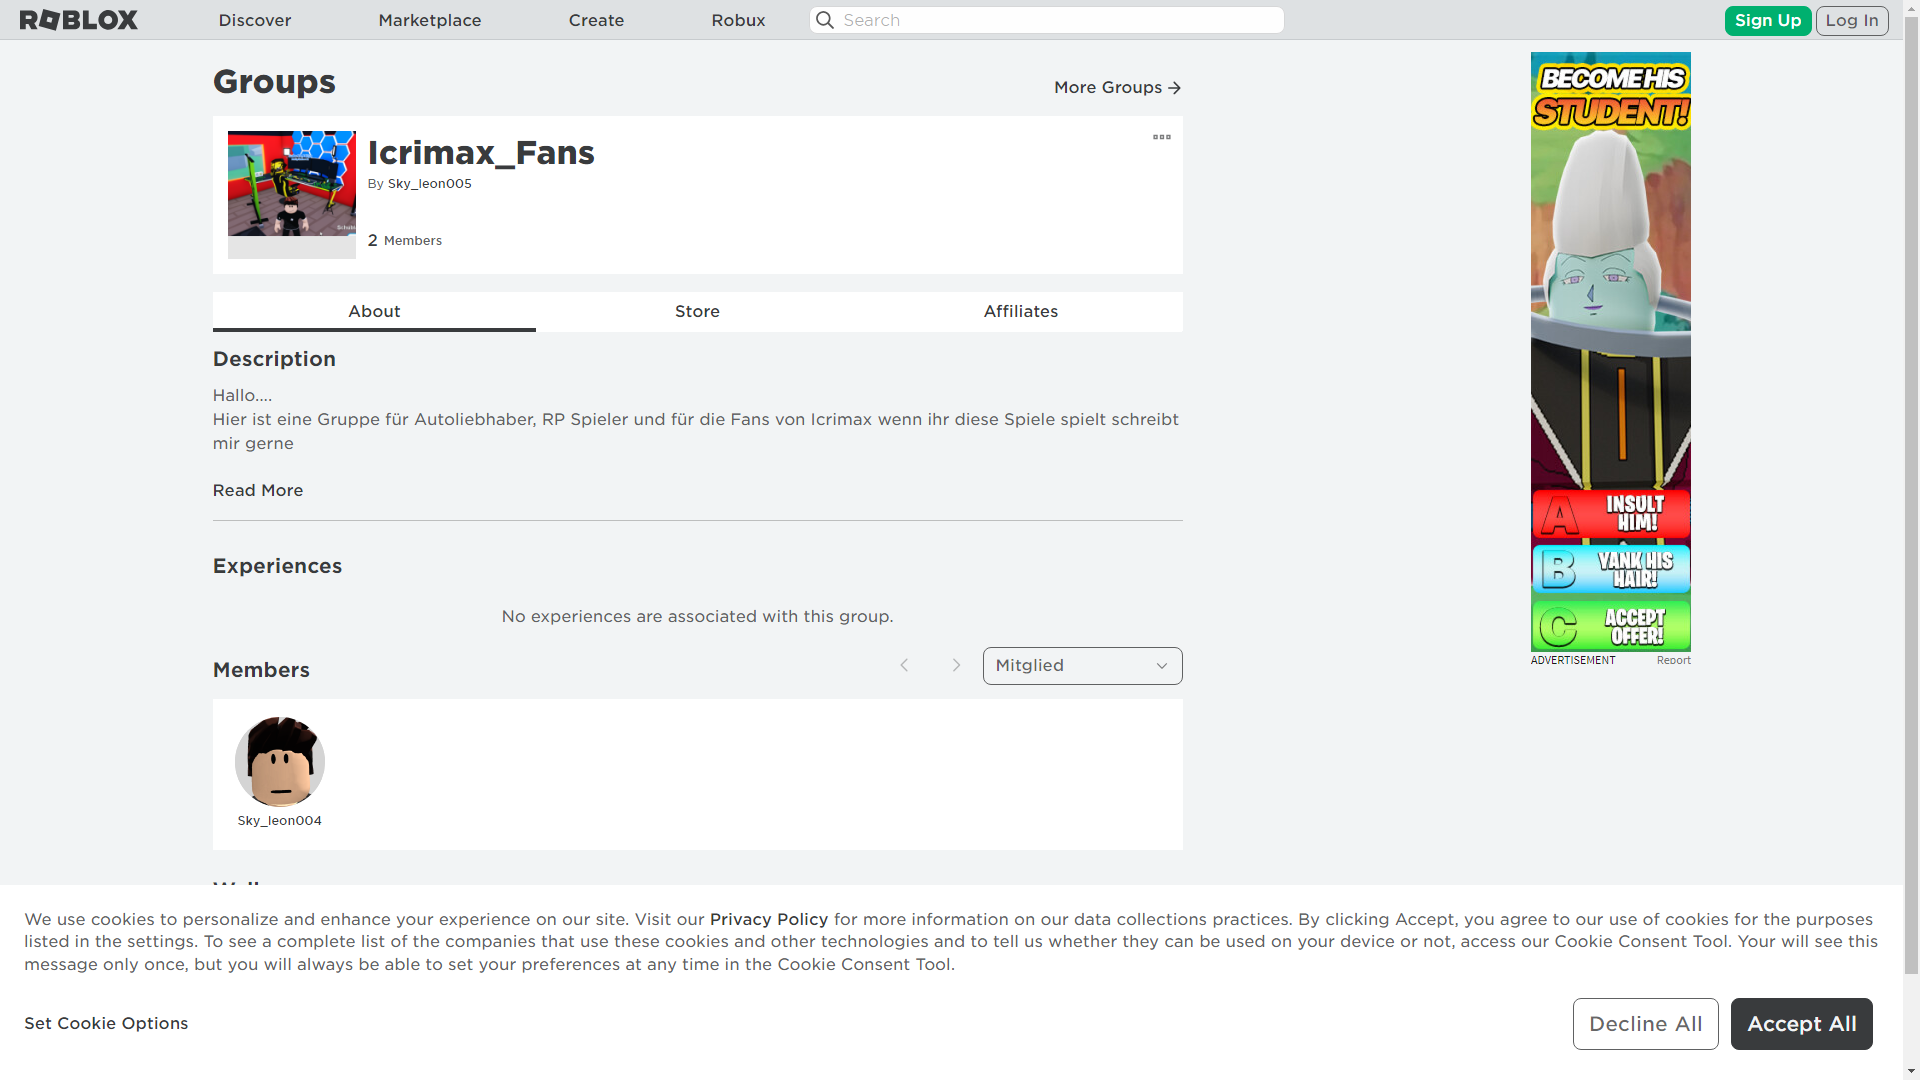 ROBLOX
Discover
Marketplace
Create
Robux
Search
Sign Up
Log In
Groups
More Groups
Icrimax_Fans
By Sky_leon005
2 Members
About
Store
Affiliates
Description
Hallo....
Hier ist eine Gruppe für Autoliebhaber, RP Spieler und für die Fans von Icrimax wenn ihr diese Spiele spielt schreibt
mir gerne
Read More
Experiences
No experiences are associated with this group.
Members
Mitglied
Sky_leon004
BECOME HIS
STUDENT!
A INSULT
HIM!
B YANK HIS
HAIR!
C ACCEPT
OFFER!
ADVERTISEMENT
Report
We use cookies to personalize and enhance your experience on our site. Visit our Privacy Policy for more information on our data collections practices. By clicking Accept, you agree to our use of cookies for the purposes
listed in the settings. To see a complete list of the companies that use these cookies and other technologies and to tell us whether they can be used on your device or not, access our Cookie Consent Tool. Your will see this
message only once, but you will always be able to set your preferences at any time in the Cookie Consent Tool.
Set Cookie Options
Decline All
Accept All